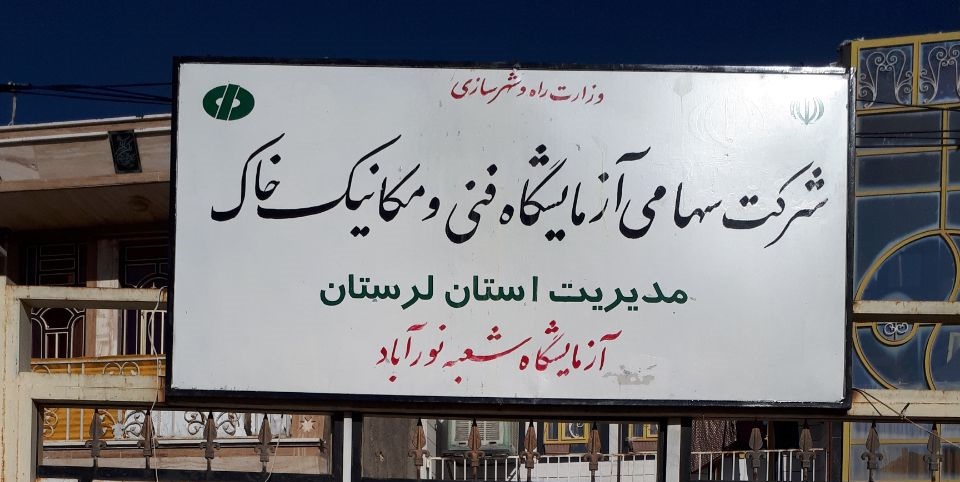 وزارت راه و شهرسازی
شرکت سهامی آزمایشگاه فنی و مکانیک خاک
مدیریت استان لرستان
آزمایشگاه شعبه نورآباد